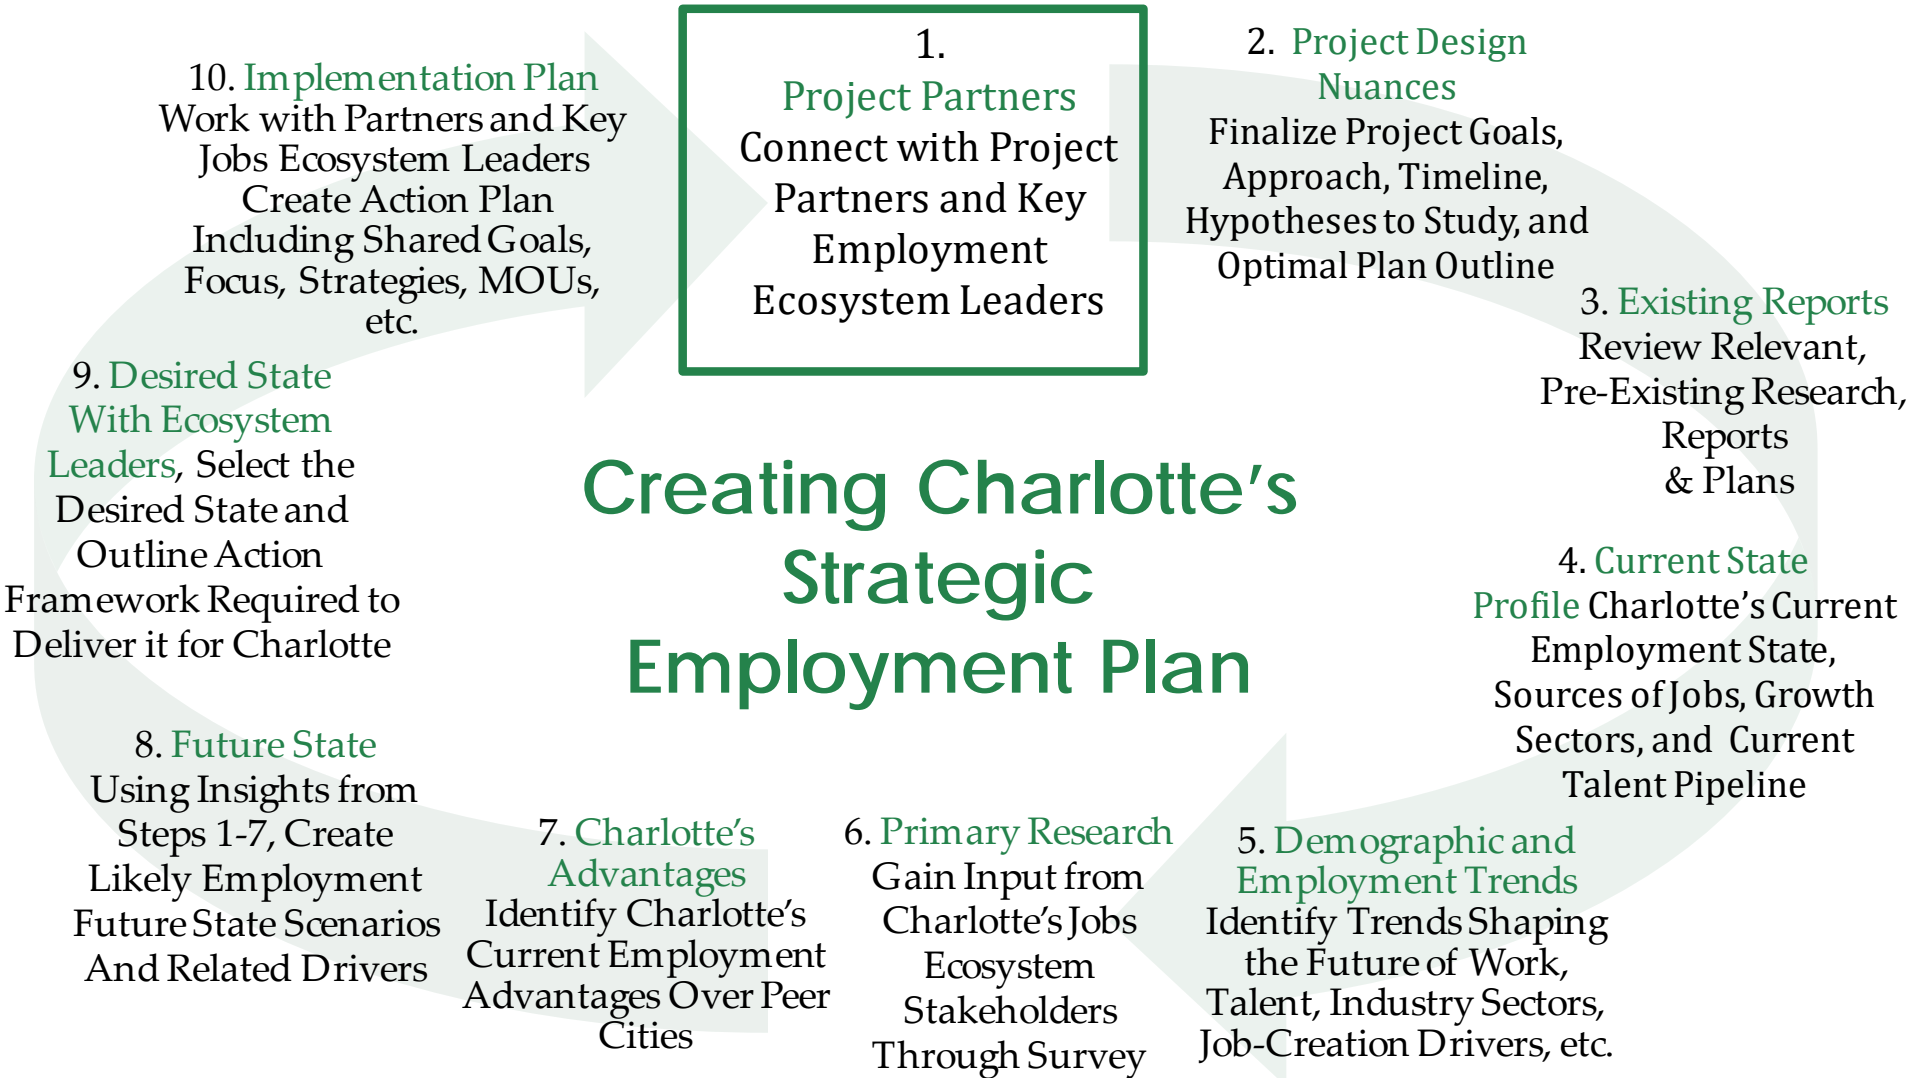 1.
Project Partners
Connect with Project
Partners and Key
Employment
Ecosystem Leaders
2. Project Design
Nuances
Finalize Project Goals,
Approach, Timeline,
Hypotheses to Study, and
Optimal Plan Outline
3. Existing Reports
Review Relevant,
Pre-Existing Research,
Reports
& Plans
4. Current State
Profile Charlotte’s Current
Employment State,
Sources of Jobs, Growth
Sectors, and Current
Talent Pipeline
5. Demographic and
Employment Trends
Identify Trends Shaping
the Future of Work,
Talent, Industry Sectors,
Job-Creation Drivers, etc.
6. Primary Research
Gain Input from
Charlotte’s Jobs
Ecosystem
Stakeholders
Through Survey
7. Charlotte’s
Advantages
Identify Charlotte’s
Current Employment
Advantages Over Peer
Cities
8. Future State
Using Insights from
Steps 1-7, Create
Likely Employment
Future State Scenarios
And Related Drivers
9. Desired State
With Ecosystem
Leaders, Select the
Desired State and
Outline Action
Framework Required to
Deliver it for Charlotte
10. Implementation Plan
Work with Partners and Key
Jobs Ecosystem Leaders
Create Action Plan
Including Shared Goals,
Focus, Strategies, MOUs,
etc.
Creating Charlotte’s
Strategic
Employment Plan